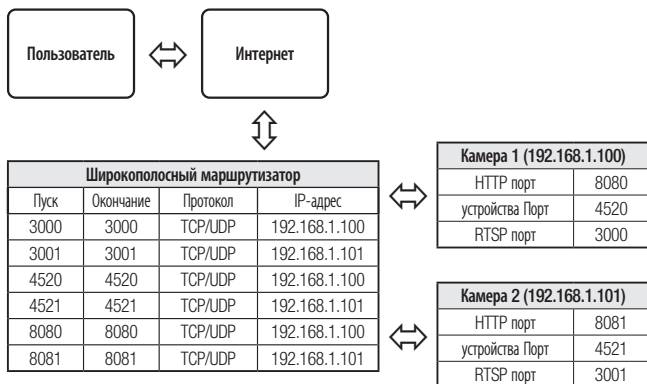 Пользователь
Интернет
Широкополосный маршрутизатор
Пуск Окончание Протокол IP-адрес
3000 3000 TCP/UDP 192.168.1.100
3001 3001 TCP/UDP 192.168.1.101
4520 4520 TCP/UDP 192.168.1.100
4521 4521 TCP/UDP 192.168.1.101
8080 8080 TCP/UDP 192.168.1.100
8081 8081 TCP/UDP 192.168.1.101
Камера 1 (192.168.1.100)
HTTP порт 8080
устройства Порт 4520
RTSP порт 3000
Камера 2 (192.168.1.101)
HTTP порт 8081
устройства Порт 4521
RTSP порт 3001